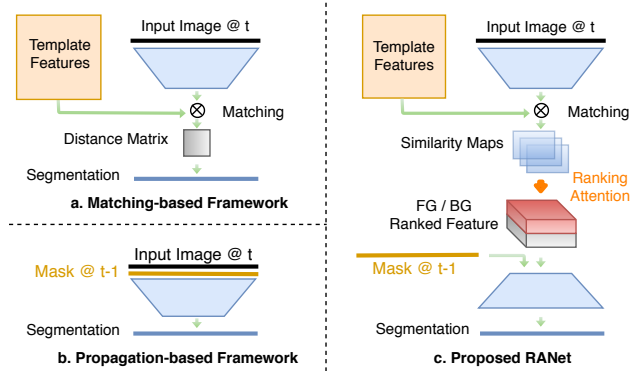 Input Image @ t
Template
Features
Matching
Distance Matrix
Segmentation
a. Matching-based Framework
Input Image @ t
Mask @ t-1
Segmentation
b. Propagation-based Framework
Input Image @ t
Template
Features
Matching
Similarity Maps
Ranking
Attention
FG / BG
Ranked Feature
Mask @ t-1
Segmentation
c. Proposed RANet